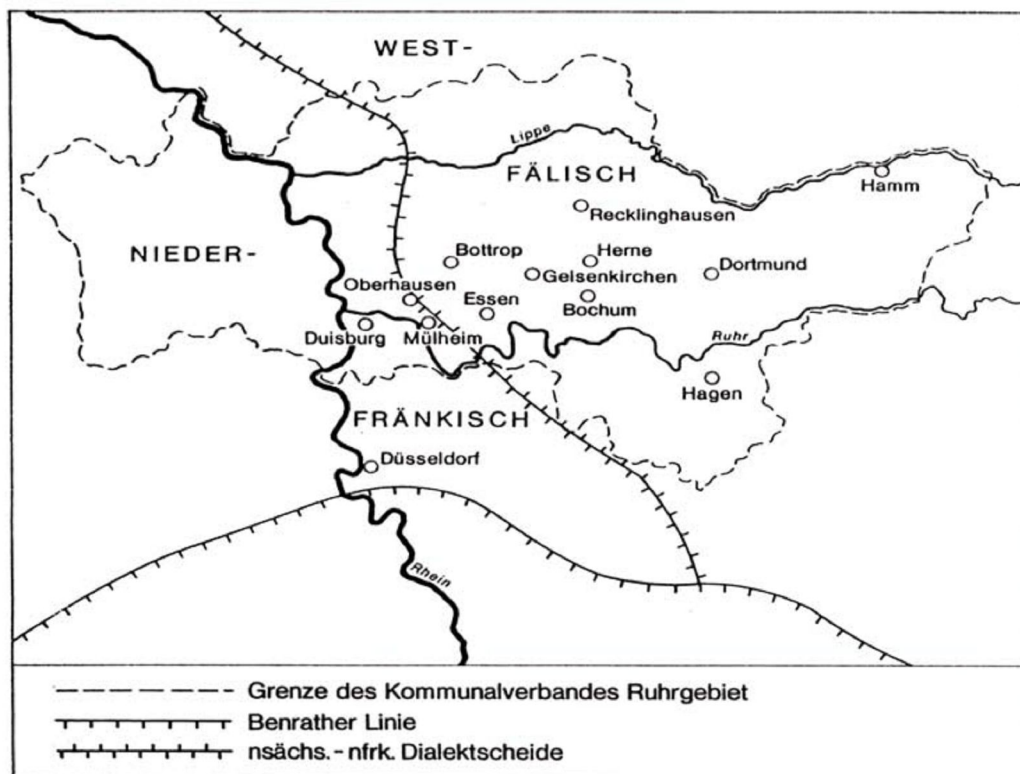 WEST-
Lippe
FÄLISCH
Hamm
Recklinghausen
NIEDER-
Bottrop
Herne
Dortmund
Gelsenkirchen
Oberhausen
Essen
Bochum
Duisburg
Mülheim
Ruhr
Hagen
FRÄNKISCH
Düsseldorf
Rhein
Grenze des Kommunalverbandes Ruhrgebiet
Benrather Linie
nsächs.-nfrk. Dialektscheide